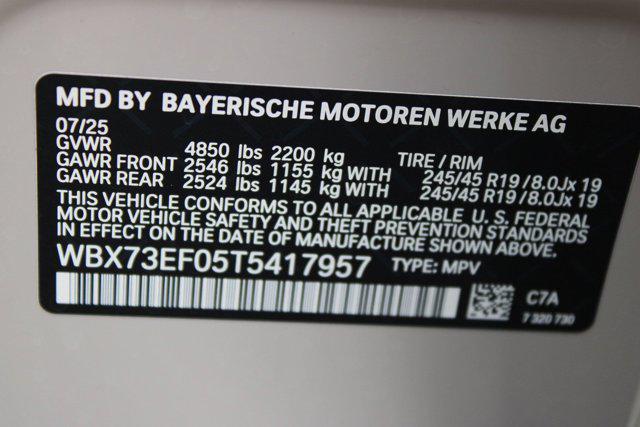 MFD BY BAYERISCHE MOTOREN WERKE AG
07/25
GVWR 4850 lbs 2200 kg TIRE / RIM
GAWR FRONT 2546 lbs 1155 kg WITH 245/45 R19 / 8.0Jx 19
GAWR REAR 2524 lbs 1145 kg WITH 245/45 R19 / 8.0Jx 19
THIS VEHICLE CONFORMS TO ALL APPLICABLE U. S. FEDERAL
MOTOR VEHICLE SAFETY AND THEFT PREVENTION STANDARDS
IN EFFECT ON THE DATE OF MANUFACTURE SHOWN ABOVE.
WBX73EF05T5417957 TYPE: MPV
C7A
7 320 730